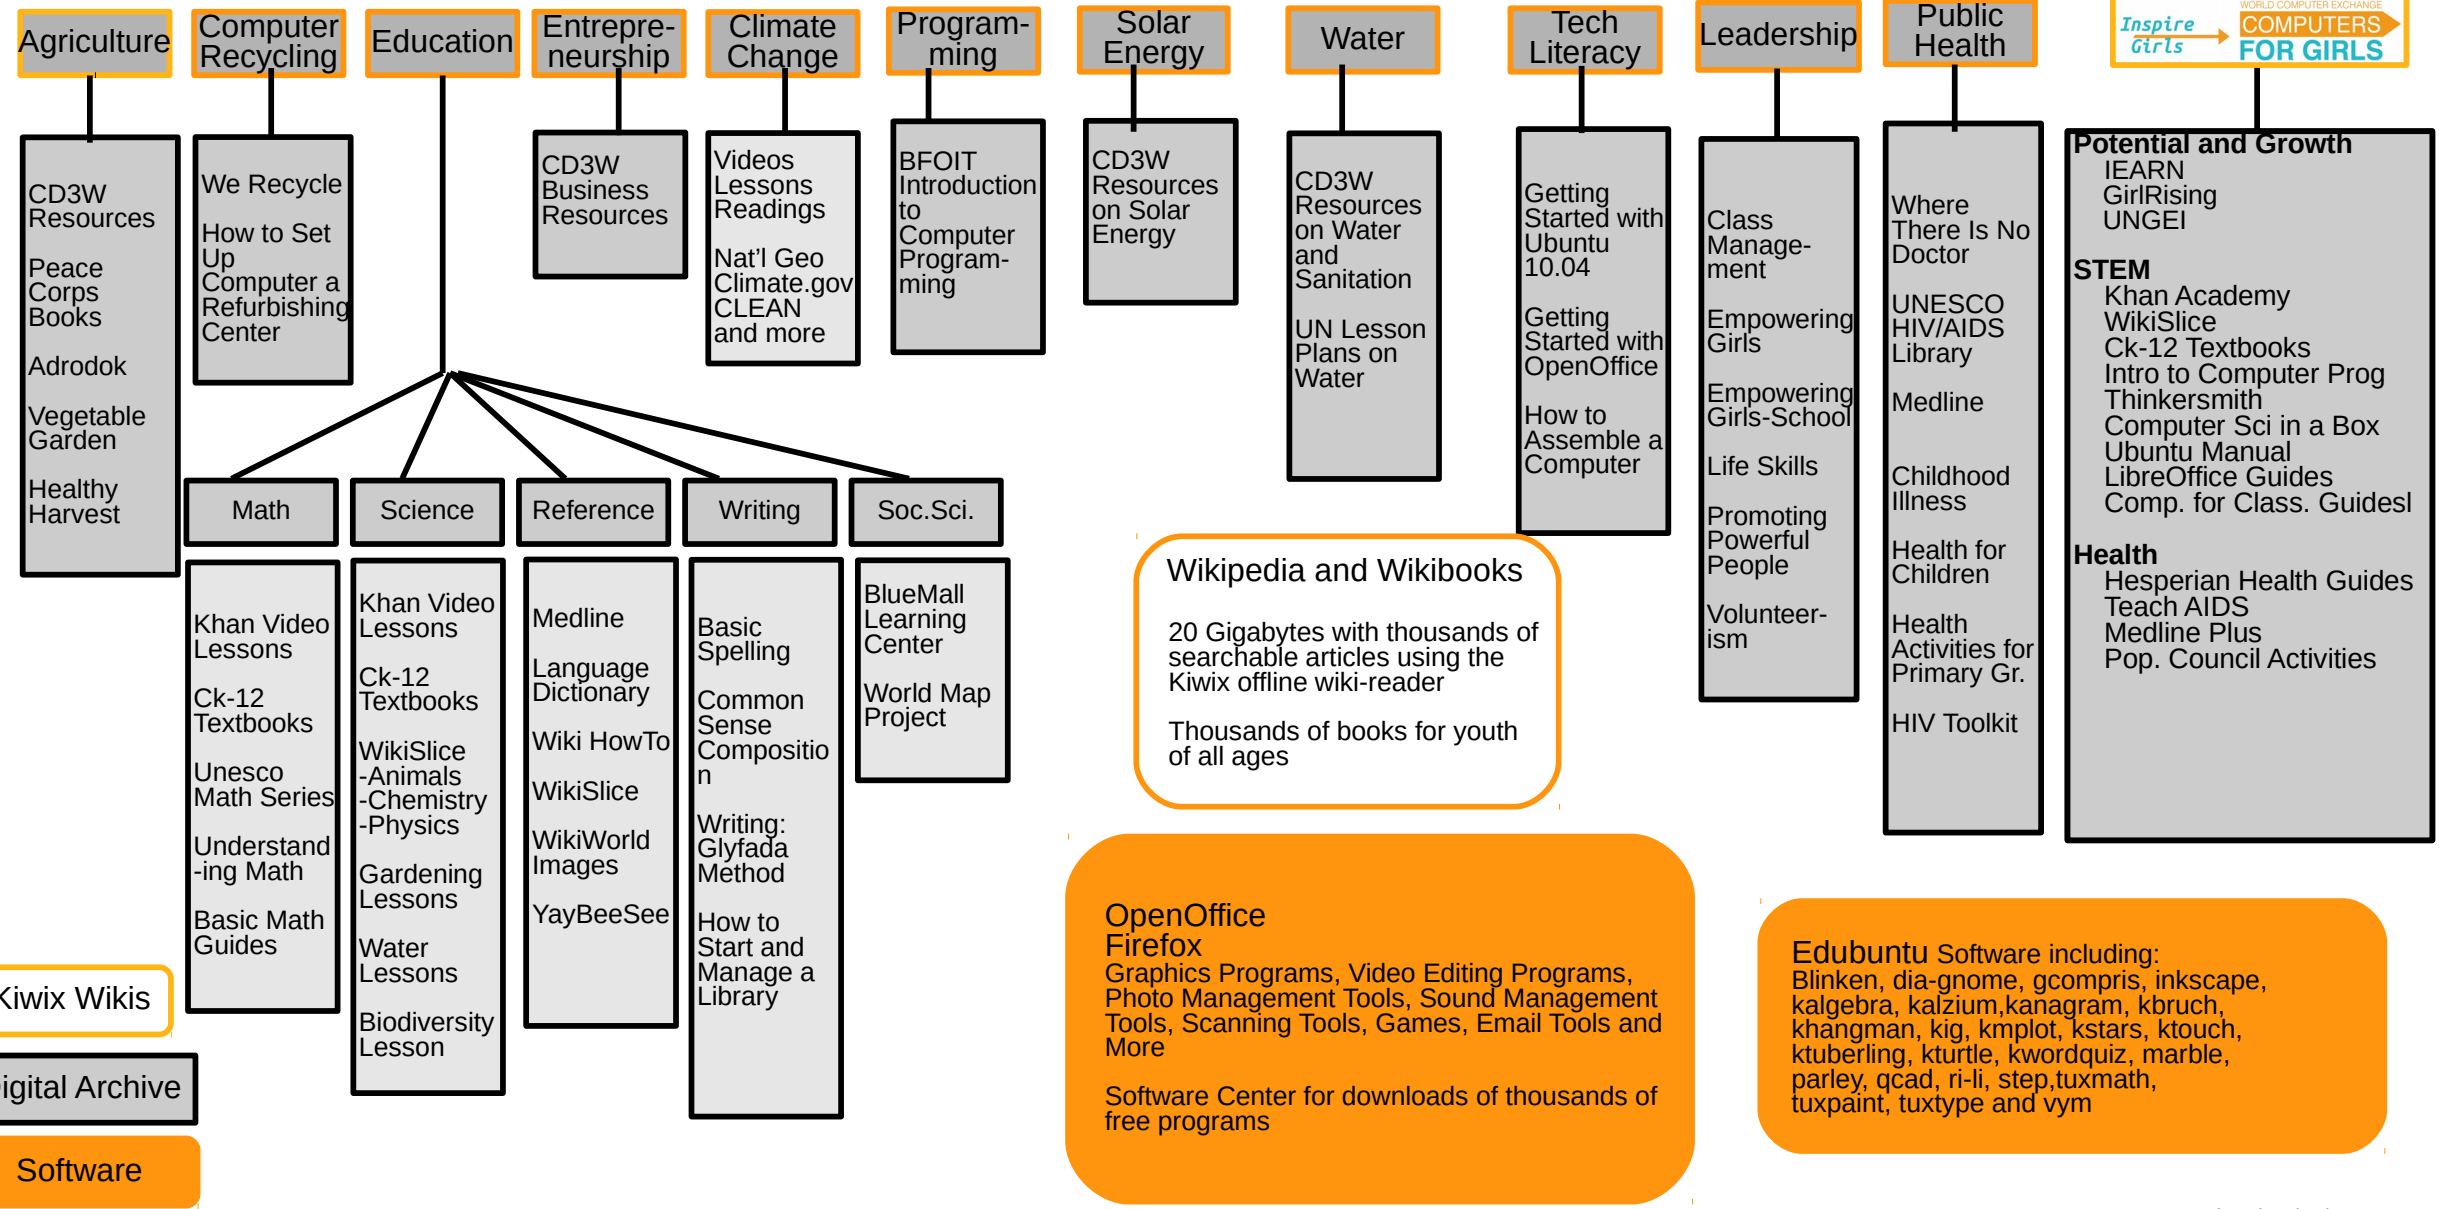 Agriculture
Computer
Recycling
Education
Entrepre-
neurship
Climate
Change
Program-
ming
Solar
Energy
Water
Tech
Literacy
Leadership
Public
Health
Inspire
Girls
WORLD COMPUTER EXCHANGE
COMPUTERS
FOR GIRLS
CD3W
Resources
Peace
Corps
Books
Adrodok
Vegetable
Garden
Healthy
Harvest
We Recycle
How to Set
Up
Computer a
Refurbishing
Center
CD3W
Business
Resources
Videos
Lessons
Readings
Nat’l Geo
Climate.gov
CLEAN
and more
BFOIT
Introduction
to
Computer
Program-
ming
CD3W
Resources
on Solar
Energy
CD3W
Resources
on Water
and
Sanitation
UN Lesson
Plans on
Water
Getting
Started with
Ubuntu
10.04
Getting
Started with
OpenOffice
How to
Assemble a
Computer
Class
Manage-
ment
Empowering
Girls
Empowering
Girls-School
Life Skills
Promoting
Powerful
People
Volunteer-
ism
Where
There Is No
Doctor
UNESCO
HIV/AIDS
Library
Medline
Childhood
Illness
Health for
Children
Health
Activities for
Primary Gr.
HIV Toolkit
Potential and Growth
IEARN
GirlRising
UNGEI
STEM
Khan Academy
WikiSlice
Ck-12 Textbooks
Intro to Computer Prog
Thinkersmith
Computer Sci in a Box
Ubuntu Manual
LibreOffice Guides
Comp. for Class. Guidesl
Health
Hesperian Health Guides
Teach AIDS
Medline Plus
Pop. Council Activities
Math
Science
Reference
Writing
Soc.Sci.
Khan Video
Lessons
Ck-12
Textbooks
Unesco
Math Series
Understand
-ing Math
Basic Math
Guides
Khan Video
Lessons
Ck-12
Textbooks
WikiSlice
-Animals
-Chemistry
-Physics
Gardening
Lessons
Water
Lessons
Biodiversity
Lesson
Medline
Language
Dictionary
Wiki HowTo
WikiSlice
WikiWorld
Images
YayBeeSee
Basic
Spelling
Common
Sense
Compositio
n
Writing:
Glyfada
Method
How to
Start and
Manage a
Library
BlueMall
Learning
Center
World Map
Project
Wikipedia and Wikibooks
20 Gigabytes with thousands of
searchable articles using the
Kiwix offline wiki-reader
Thousands of books for youth
of all ages
OpenOffice
Firefox
Graphics Programs, Video Editing Programs,
Photo Management Tools, Sound Management
Tools, Scanning Tools, Games, Email Tools and
More
Software Center for downloads of thousands of
free programs
Edubuntu Software including:
Blinken, dia-gnome, gcompris, inkscape,
kalgebra, kalzium,kanagram, kbruch,
khangman, kig, kmplot, kstars, ktouch,
ktuberling, kturtle, kwordquiz, marble,
parley, qcad, ri-li, step,tuxmath,
tuxpaint, tuxtype and vym
Kiwix Wikis
igital Archive
Software